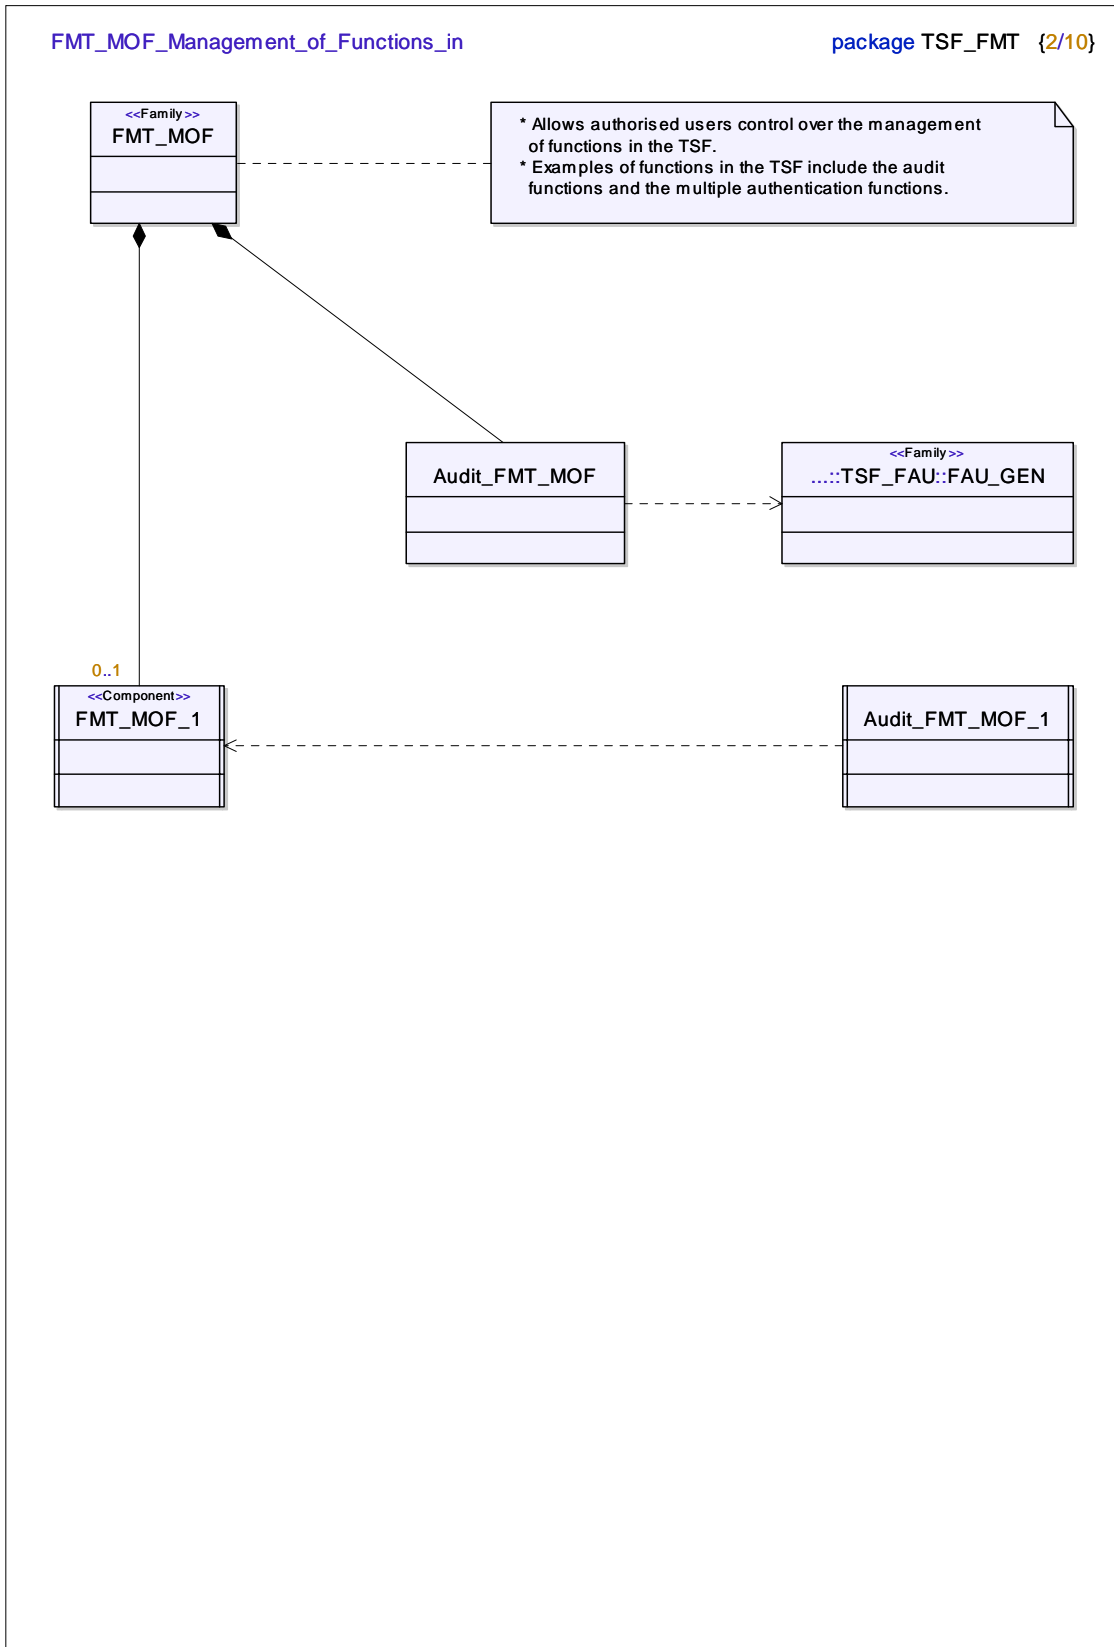 FMT_MOF_Management_of_Functions_in
package TSF_FMT {2/10}
<<Family>>
FMT_MOF
* Allows authorised users control over the management
of functions in the TSF.
* Examples of functions in the TSF include the audit
functions and the multiple authentication functions.
Audit_FMT_MOF
<<Family>>
...::TSF_FAU::FAU_GEN
0..1
<<Component>>
FMT_MOF_1
Audit_FMT_MOF_1